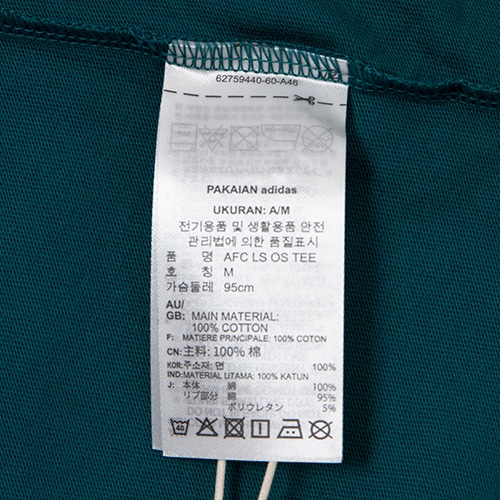 62759440-60-A46
PAKAIAN adidas
UKURAN: A/M
전기용품 및 생활용품 안전
관리법에 의한 품질표시
품 명 AFC LS OS TEE
호 칭 M
가슴둘레 95cm
AU/
GB: MAIN MATERIAL:
100% COTTON
F: MATIERE PRINCIPALE: 100% COTON
CN: 主料: 100% 棉
KOR: 주소재: 면 100%
IND: MATERIAL UTAMA: 100% KATUN
J: 本体 綿 100%
リブ部分 綿 95%
ポリウレタン 5%
40